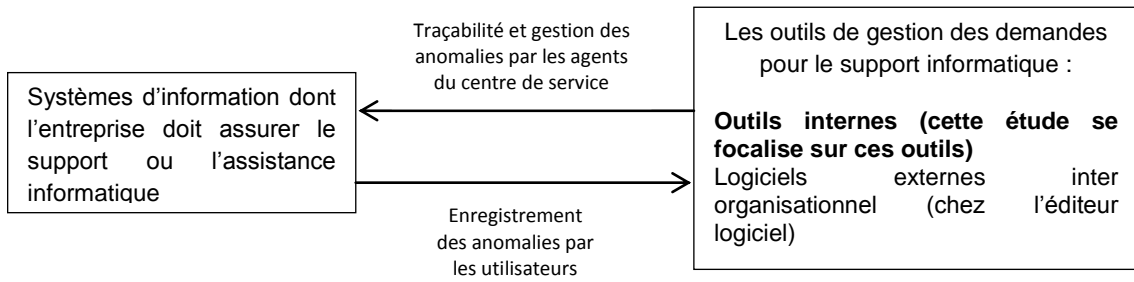 Systèmes d’information dont
l’entreprise doit assurer le
support ou l’assistance
informatique
Traçabilité et gestion des
anomalies par les agents
du centre de service
Enregistrement
des anomalies par
les utilisateurs
Les outils de gestion des demandes
pour le support informatique :
Outils internes (cette étude se
focalise sur ces outils)
Logiciels externes inter
organisationnel (chez l’éditeur
logiciel)